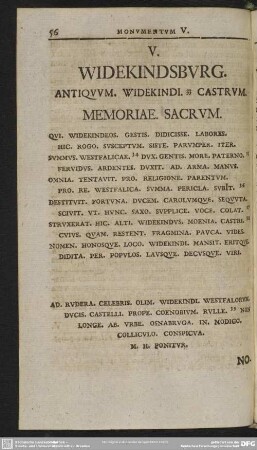 56 MONVMENTVM V.
V.
WIDEKINDSBVRG.
ANTIQVVM. WIDEKINDI. CASTRVM.
MEMORIAE. SACRVM.
QVI. WIDEKINDEOS. GESTIS. DIDICISSE. LABORES.
HIC. ROGO. SVSCEPTVM. SISTE. PARVMPER. ITER.
SVMMVS. WESTFALICAE. DVX. GENTIS. MORE. PATERNO.
FERVIDVS. ARDENTES. DVXIT. AD. ARMA. MANVS.
OMNIA. TENTAVIT. PRO. RELIGIONE. PARENTVM.
PRO. RE. WESTFALICA. SVMMA. PERICLA. SVBIT. 16
DESTITVIT. FORTVNA. DVCEM. CAROLVMQVE. SEQVVTA.
SCIVIT. VT. HVNC. SAXO. SVPPLICE. VOCE. COLAT.
STRVXERAT. HIC. ALTI. WIDEKINDVS. MOENIA. CASTRI.
CVIVS. QVAM. RESTENT. FRAGMINA. PAVCA. VIDES.
NOMEN. HONOSQVE. LOCO. WIDEKINDI. MANSIT. ERITQVE.
DIDITA. PER. POPVLOS. LAVSQVE. DECVSQVE. VIRI.
AD. RVDERA. CELEBRIS. OLIM. WIDEKINDI. WESTFALORVM.
DVCIS. CASTELLI. PROPE. COENOBIVM. RVLLE. NON
LONGE. AB. VRBE. OSNABRVGA. IN. MODICO.
COLLICVLO. CONSPICVA.
M. H. PONITVR.
NO.